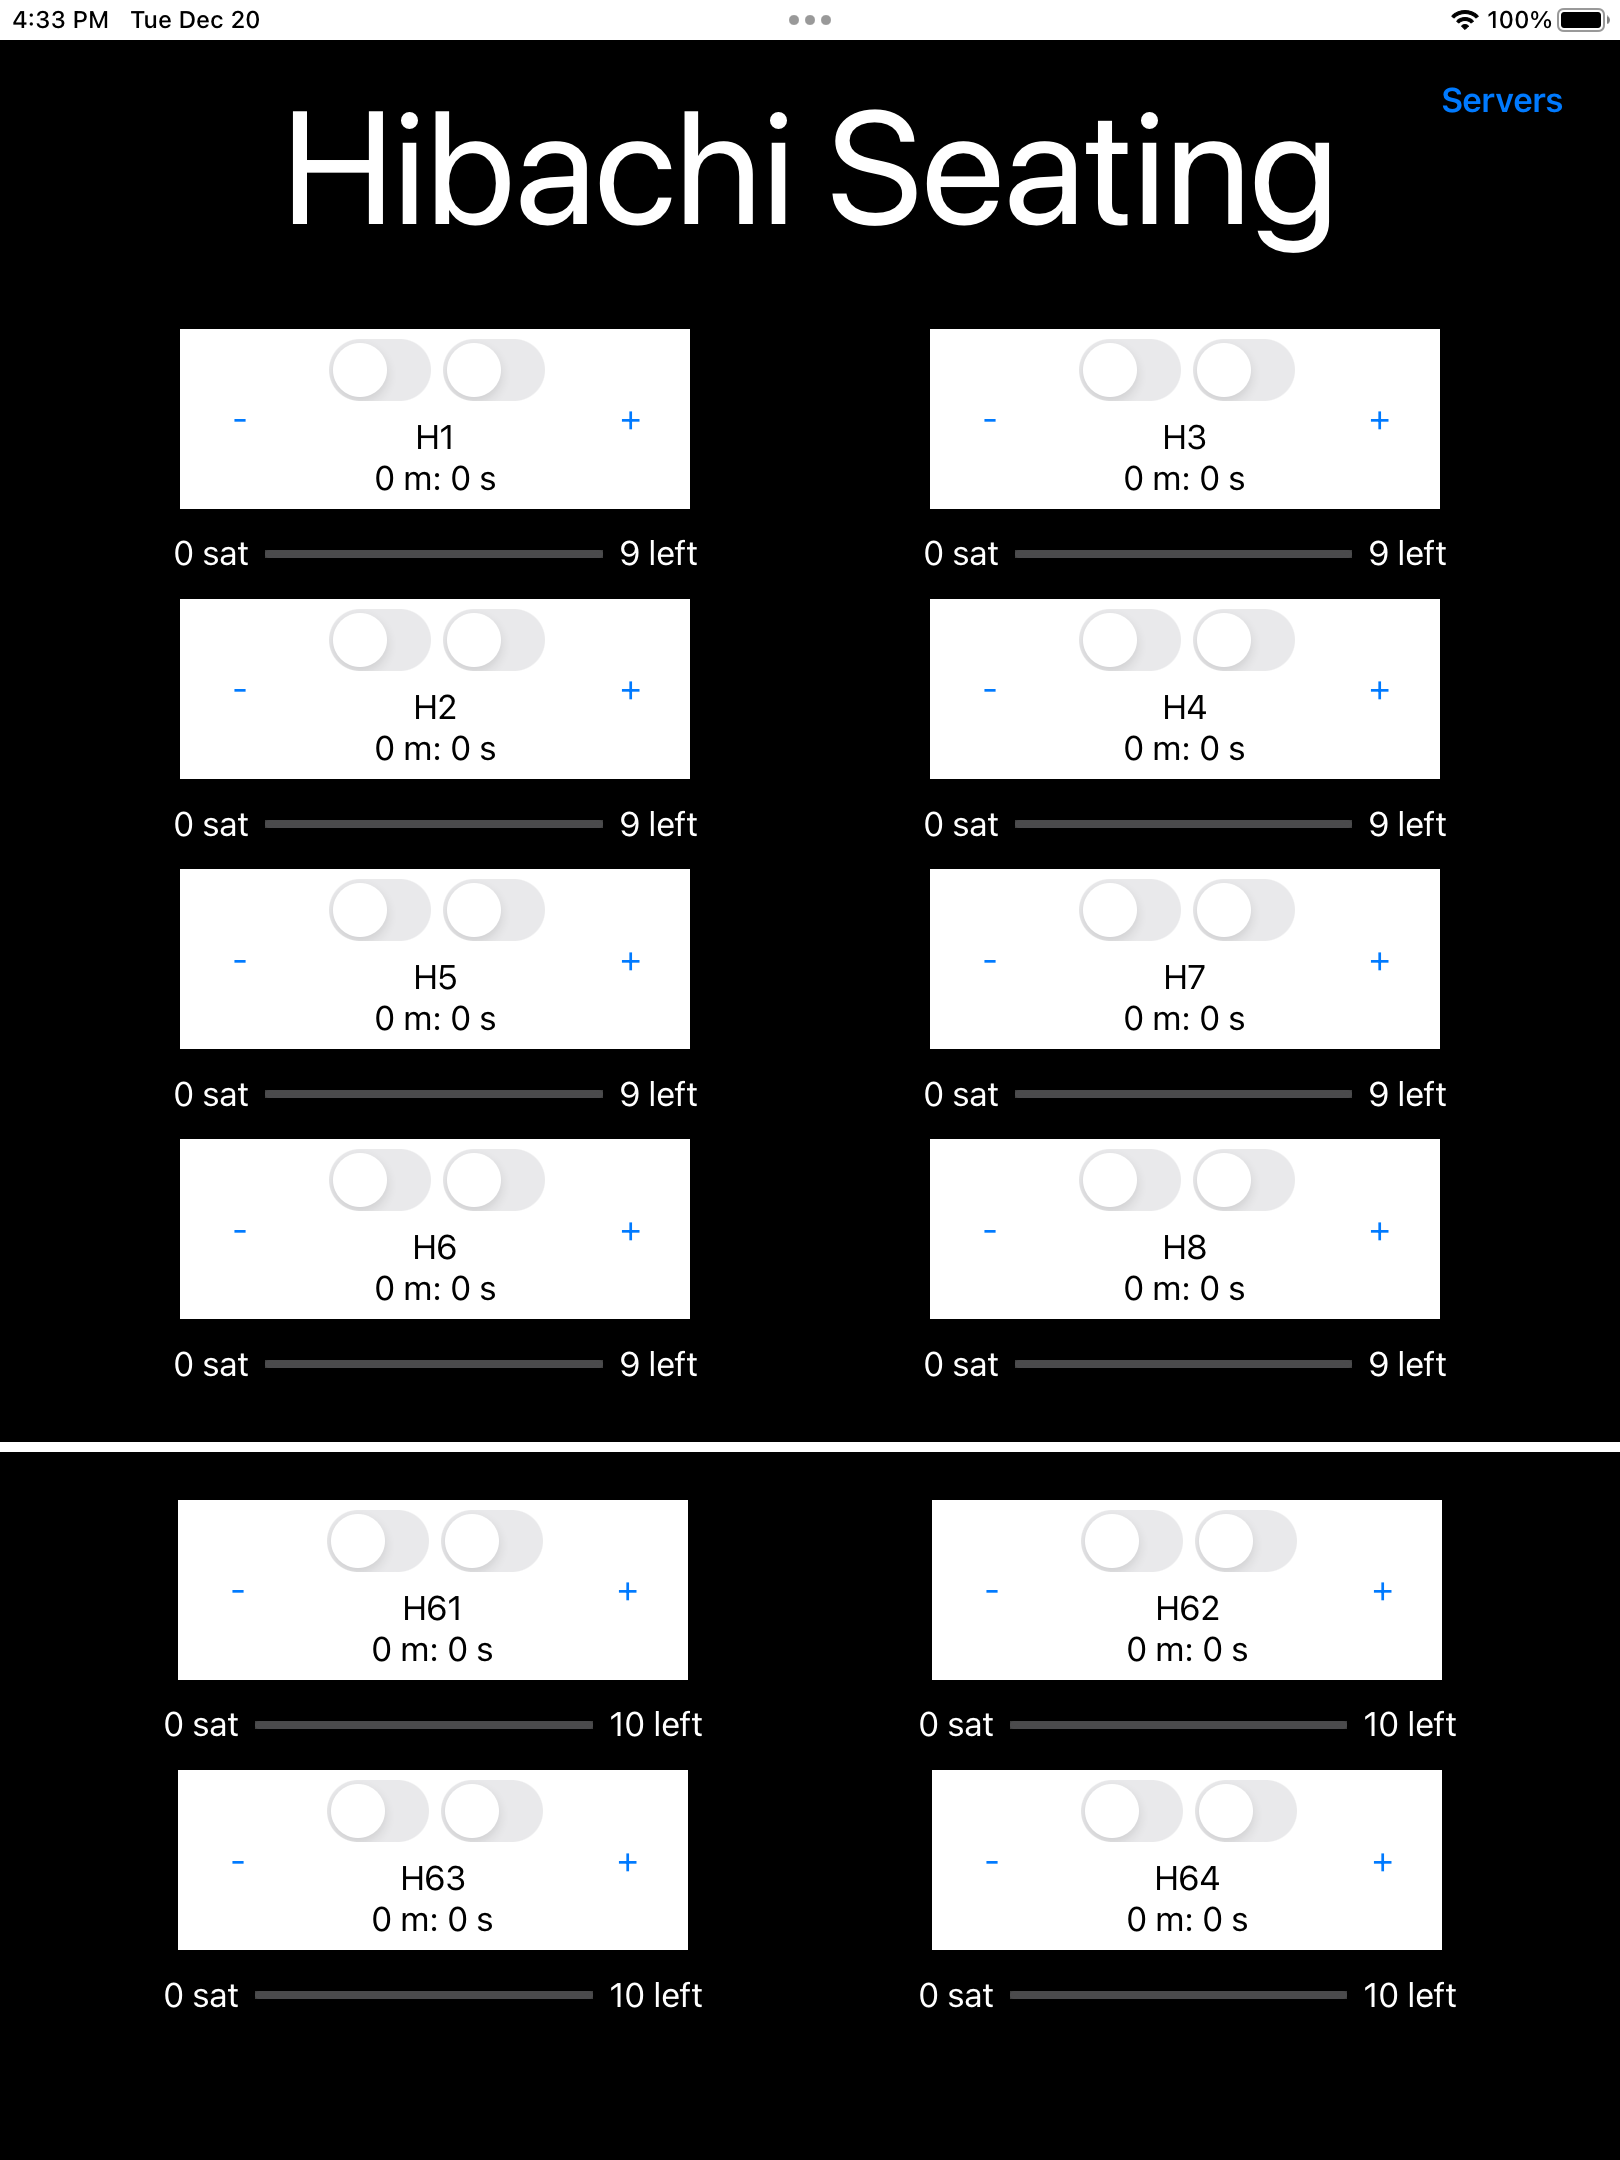 4:33 PM Tue Dec 20 100%
Servers
Hibachi Seating
- +
H1
0 m: 0 s
0 sat 9 left
- +
H3
0 m: 0 s
0 sat 9 left
- +
H2
0 m: 0 s
0 sat 9 left
- +
H4
0 m: 0 s
0 sat 9 left
- +
H5
0 m: 0 s
0 sat 9 left
- +
H7
0 m: 0 s
0 sat 9 left
- +
H6
0 m: 0 s
0 sat 9 left
- +
H8
0 m: 0 s
0 sat 9 left
- +
H61
0 m: 0 s
0 sat 10 left
- +
H62
0 m: 0 s
0 sat 10 left
- +
H63
0 m: 0 s
0 sat 10 left
- +
H64
0 m: 0 s
0 sat 10 left